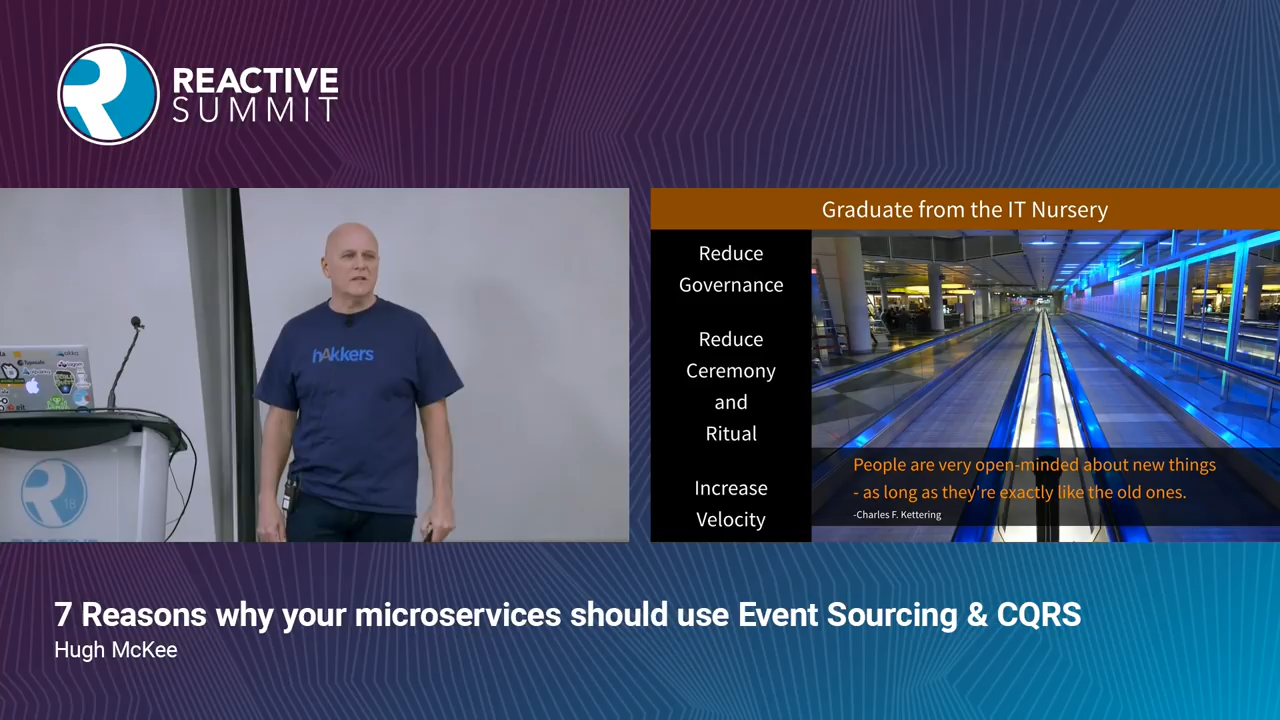 REACTIVE
SUMMIT
hAkkers
18
REACTIVE
Graduate from the IT Nursery
Reduce
Governance
Reduce
Ceremony
and
Ritual
Increase
Velocity
People are very open-minded about new things
- as long as they're exactly like the old ones.
-Charles F. Kettering
7 Reasons why your microservices should use Event Sourcing & CQRS
Hugh McKee